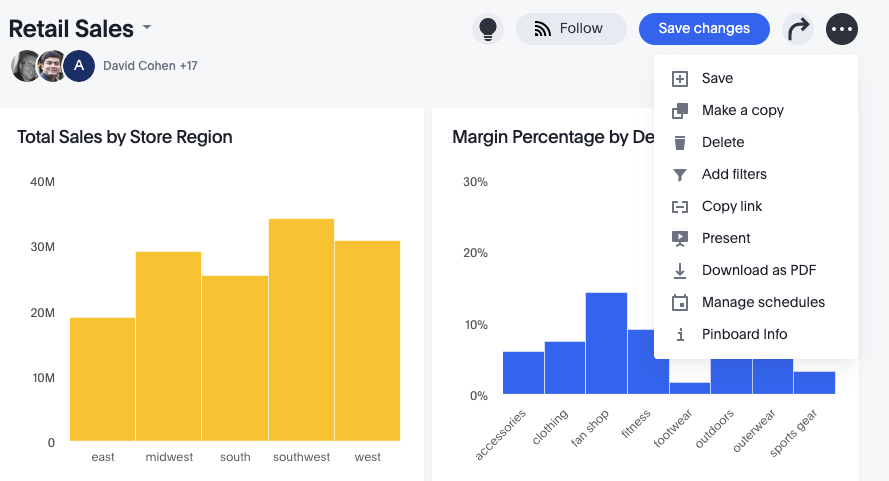 Retail Sales
Follow
Save changes
A
David Cohen +17
Save
Make a copy
Delete
Add filters
Copy link
Present
Download as PDF
Manage schedules
Pinboard Info
Total Sales by Store Region
40M
30M
20M
10M
0
east
midwest
south
southwest
west
Margin Percentage by De
30%
20%
10%
0%
accessories
clothing
fan shop
fitness
footwear
outdoors
outerwear
sports gear